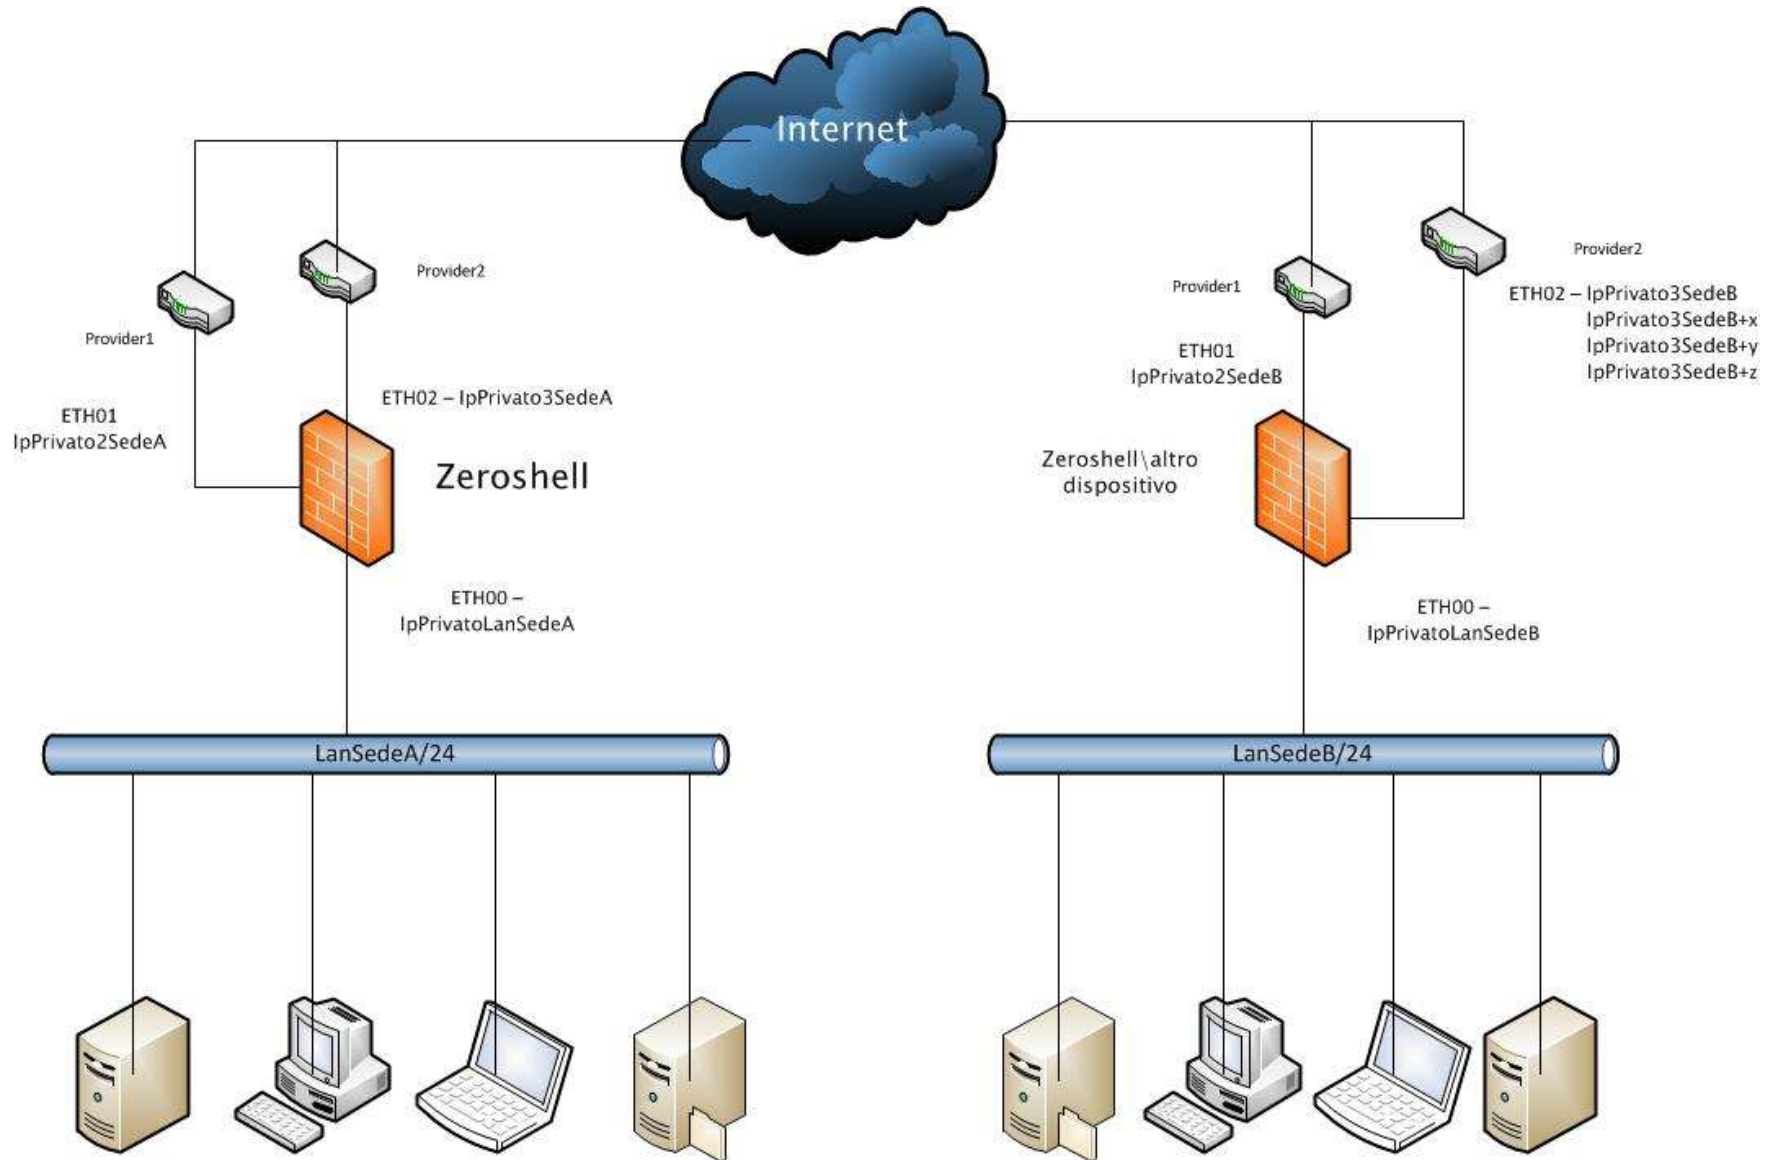 Internet
Provider2
Provider1
ETH02 – IpPrivato3SedeA
ETH01
IpPrivato2SedeA
Zeroshell
ETH00 –
IpPrivatoLanSedeA
LanSedeA/24
Provider2
Provider1
ETH02 – IpPrivato3SedeB
IpPrivato3SedeB+x
IpPrivato3SedeB+y
IpPrivato3SedeB+z
ETH01
IpPrivato2SedeB
Zeroshell\altro
dispositivo
ETH00 –
IpPrivatoLanSedeB
LanSedeB/24